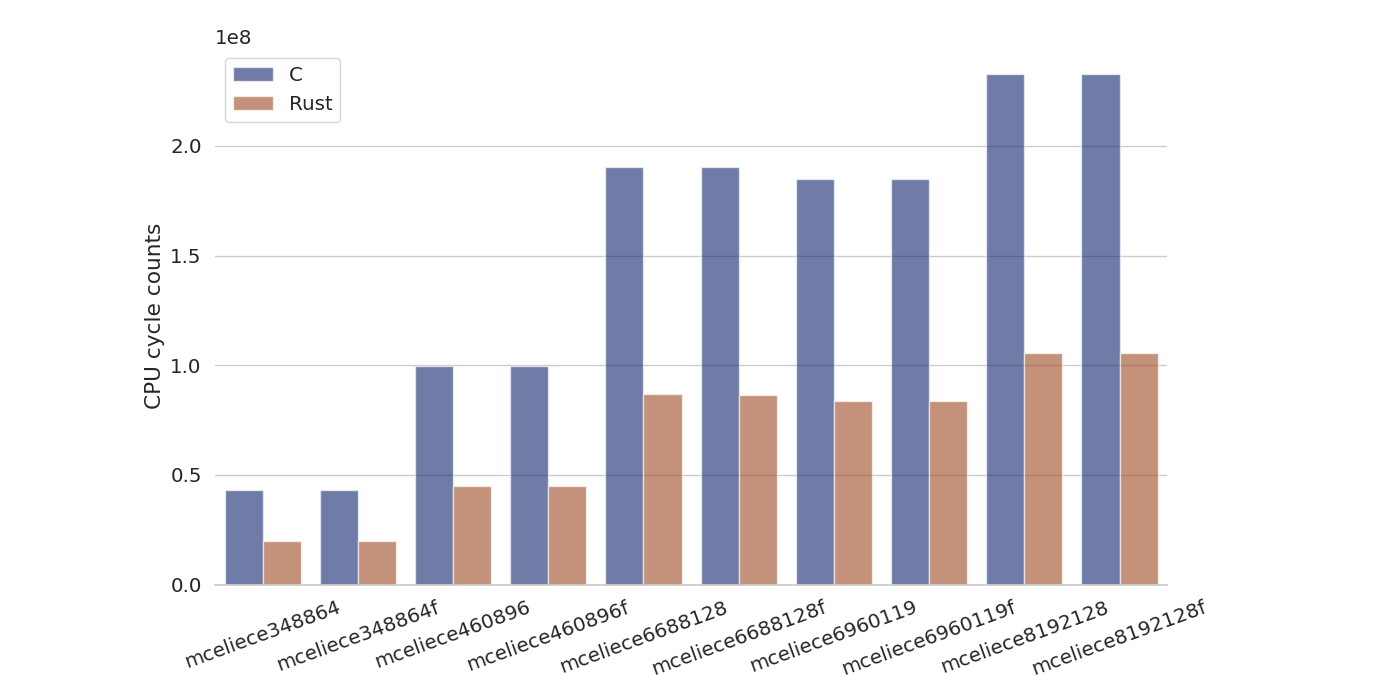 1e8
C
Rust
2.0
1.5
1.0
0.5
0.0
CPU cycle counts
mceliece348864
mceliece348864f
mceliece460896
mceliece460896f
mceliece6688128
mceliece6688128f
mceliece6960119
mceliece6960119f
mceliece8192128
mceliece8192128f